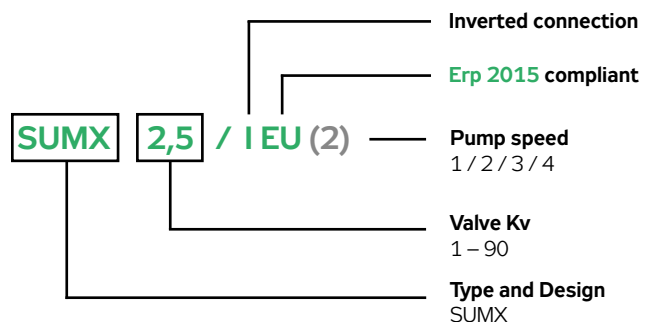 Inverted connection
Erp 2015 compliant
SUMX 2,5 / I EU (2)
Pump speed
1 / 2 / 3 / 4
Valve Kv
1 – 90
Type and Design
SUMX